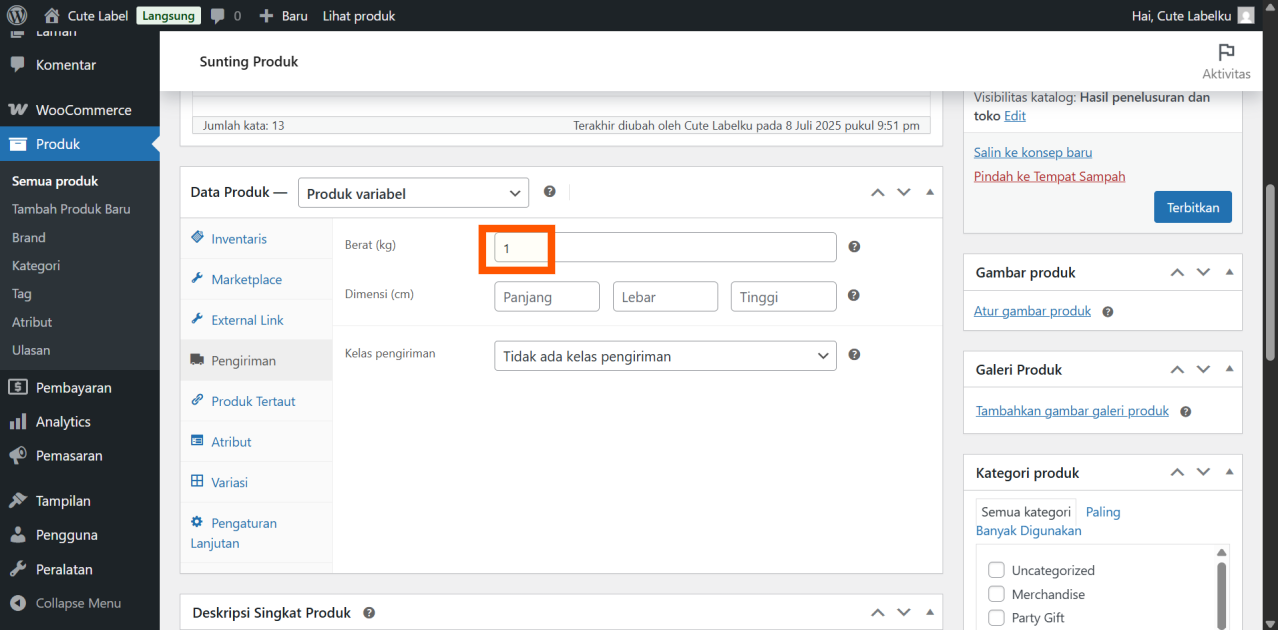 Cute Label Langsung 0 Baru Lihat produk Hai, Cute Labelku
Laman
Komentar
WooCommerce
Produk
Semua produk
Tambah Produk Baru
Brand
Kategori
Tag
Atribut
Ulasan
Pembayaran
Analytics
Pemasaran
Tampilan
Pengguna
Peralatan
Collapse Menu
Sunting Produk
Aktivitas
Jumlah kata: 13 Terakhir diubah oleh Cute Labelku pada 8 Juli 2025 pukul 9:51 pm
Data Produk — Produk variabel
Inventaris
Marketplace
External Link
Pengiriman
Produk Tertaut
Atribut
Variasi
Pengaturan
Lanjutan
Berat (kg) 1
Dimensi (cm) Panjang Lebar Tinggi
Kelas pengiriman Tidak ada kelas pengiriman
Deskripsi Singkat Produk
Visibilitas katalog: Hasil penelusuran dan
toko Edit
Salin ke konsep baru
Pindah ke Tempat Sampah
Terbitkan
Gambar produk
Atur gambar produk
Galeri Produk
Tambahkan gambar galeri produk
Kategori produk
Semua kategori Paling
Banyak Digunakan
Uncategorized
Merchandise
Party Gift